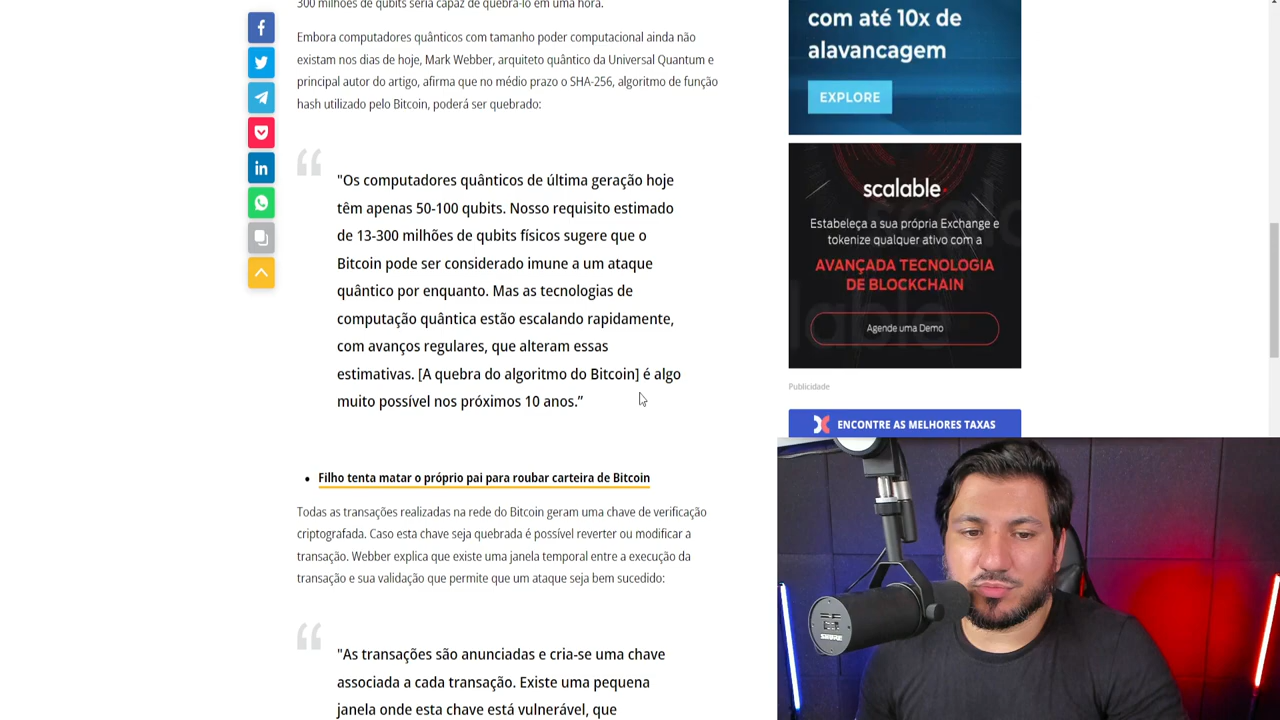 300 milhões de qubits seria capaz de quebrá-lo em uma hora.
Embora computadores quânticos com tamanho poder computacional ainda não
existam nos dias de hoje, Mark Webber, arquiteto quântico da Universal Quantum e
principal autor do artigo, afirma que no médio prazo o SHA-256, algoritmo de função
hash utilizado pelo Bitcoin, poderá ser quebrado:
"Os computadores quânticos de última geração hoje
têm apenas 50-100 qubits. Nosso requisito estimado
de 13-300 milhões de qubits físicos sugere que o
Bitcoin pode ser considerado imune a um ataque
quântico por enquanto. Mas as tecnologias de
computação quântica estão escalando rapidamente,
com avanços regulares, que alteram essas
estimativas. [A quebra do algoritmo do Bitcoin] é algo
muito possível nos próximos 10 anos.”
• Filho tenta matar o próprio pai para roubar carteira de Bitcoin
Todas as transações realizadas na rede do Bitcoin geram uma chave de verificação
criptografada. Caso esta chave seja quebrada é possível reverter ou modificar a
transação. Webber explica que existe uma janela temporal entre a execução da
transação e sua validação que permite que um ataque seja bem sucedido:
"As transações são anunciadas e cria-se uma chave
associada a cada transação. Existe uma pequena
janela onde esta chave está vulnerável, que
com até 10x de
alavancagem
EXPLORE
scalable
Estabeleça a sua própria Exchange e
tokenize qualquer ativo com a
AVANÇADA TECNOLOGIA
DE BLOCKCHAIN
Agende uma Demo
Publicidade
ENCONTRE AS MELHORES TAXAS
SHURE